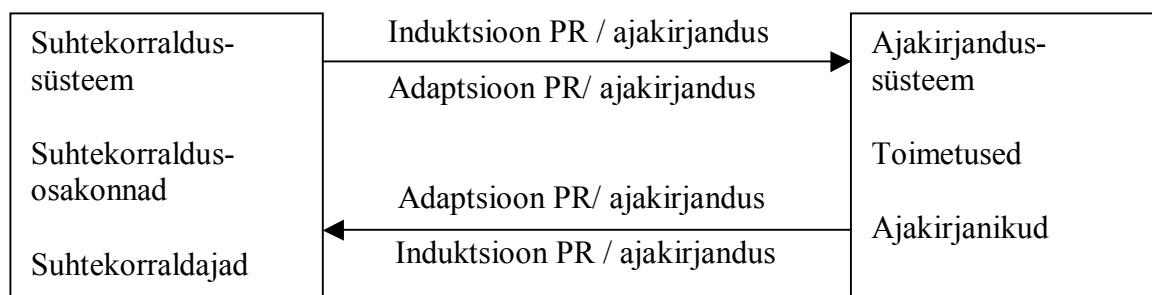 Suhtekorraldus-
süsteem
Suhtekorraldus-
osakonnad
Suhtekorraldajad
Induktsioon PR / ajakirjandus
Adaptsioon PR/ ajakirjandus
Adaptsioon PR/ ajakirjandus
Induktsioon PR / ajakirjandus
Ajakirjandus-
süsteem
Toimetused
Ajakirjanikud